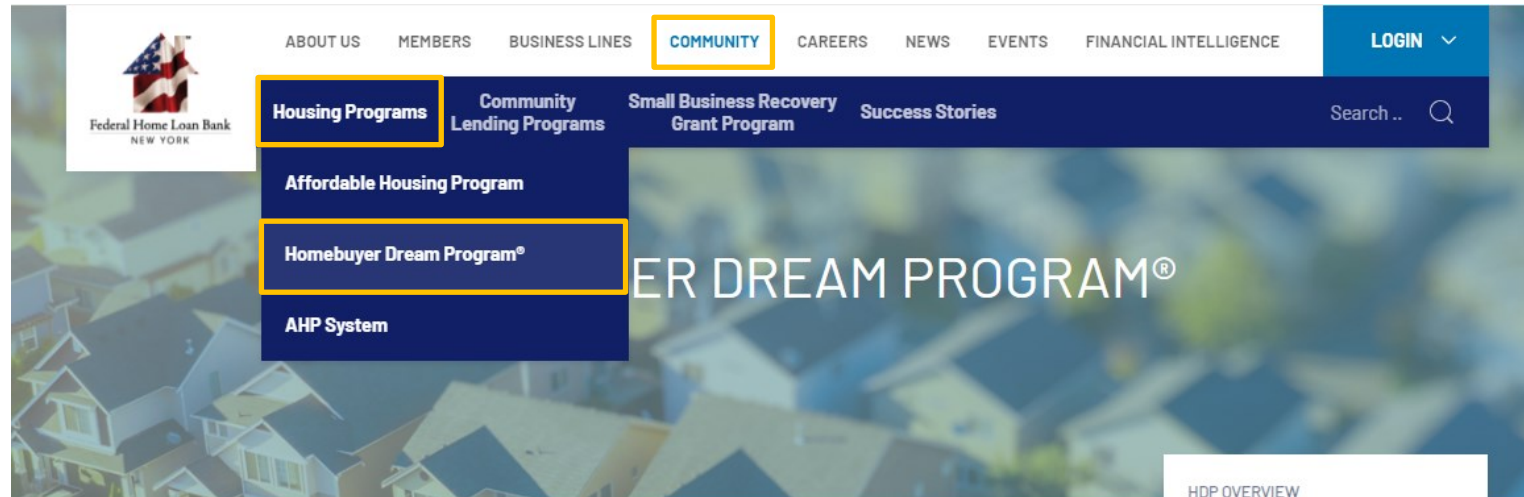 ABOUT US MEMBERS BUSINESS LINES COMMUNITY CAREERS NEWS EVENTS FINANCIAL INTELLIGENCE LOGIN
Federal Home Loan Bank
NEW YORK
Housing Programs
Community
Lending Programs
Small Business Recovery
Grant Program
Success Stories
Search ..
Affordable Housing Program
Homebuyer Dream Program®
AHP System
ER DREAM PROGRAM®
HDP OVERVIEW